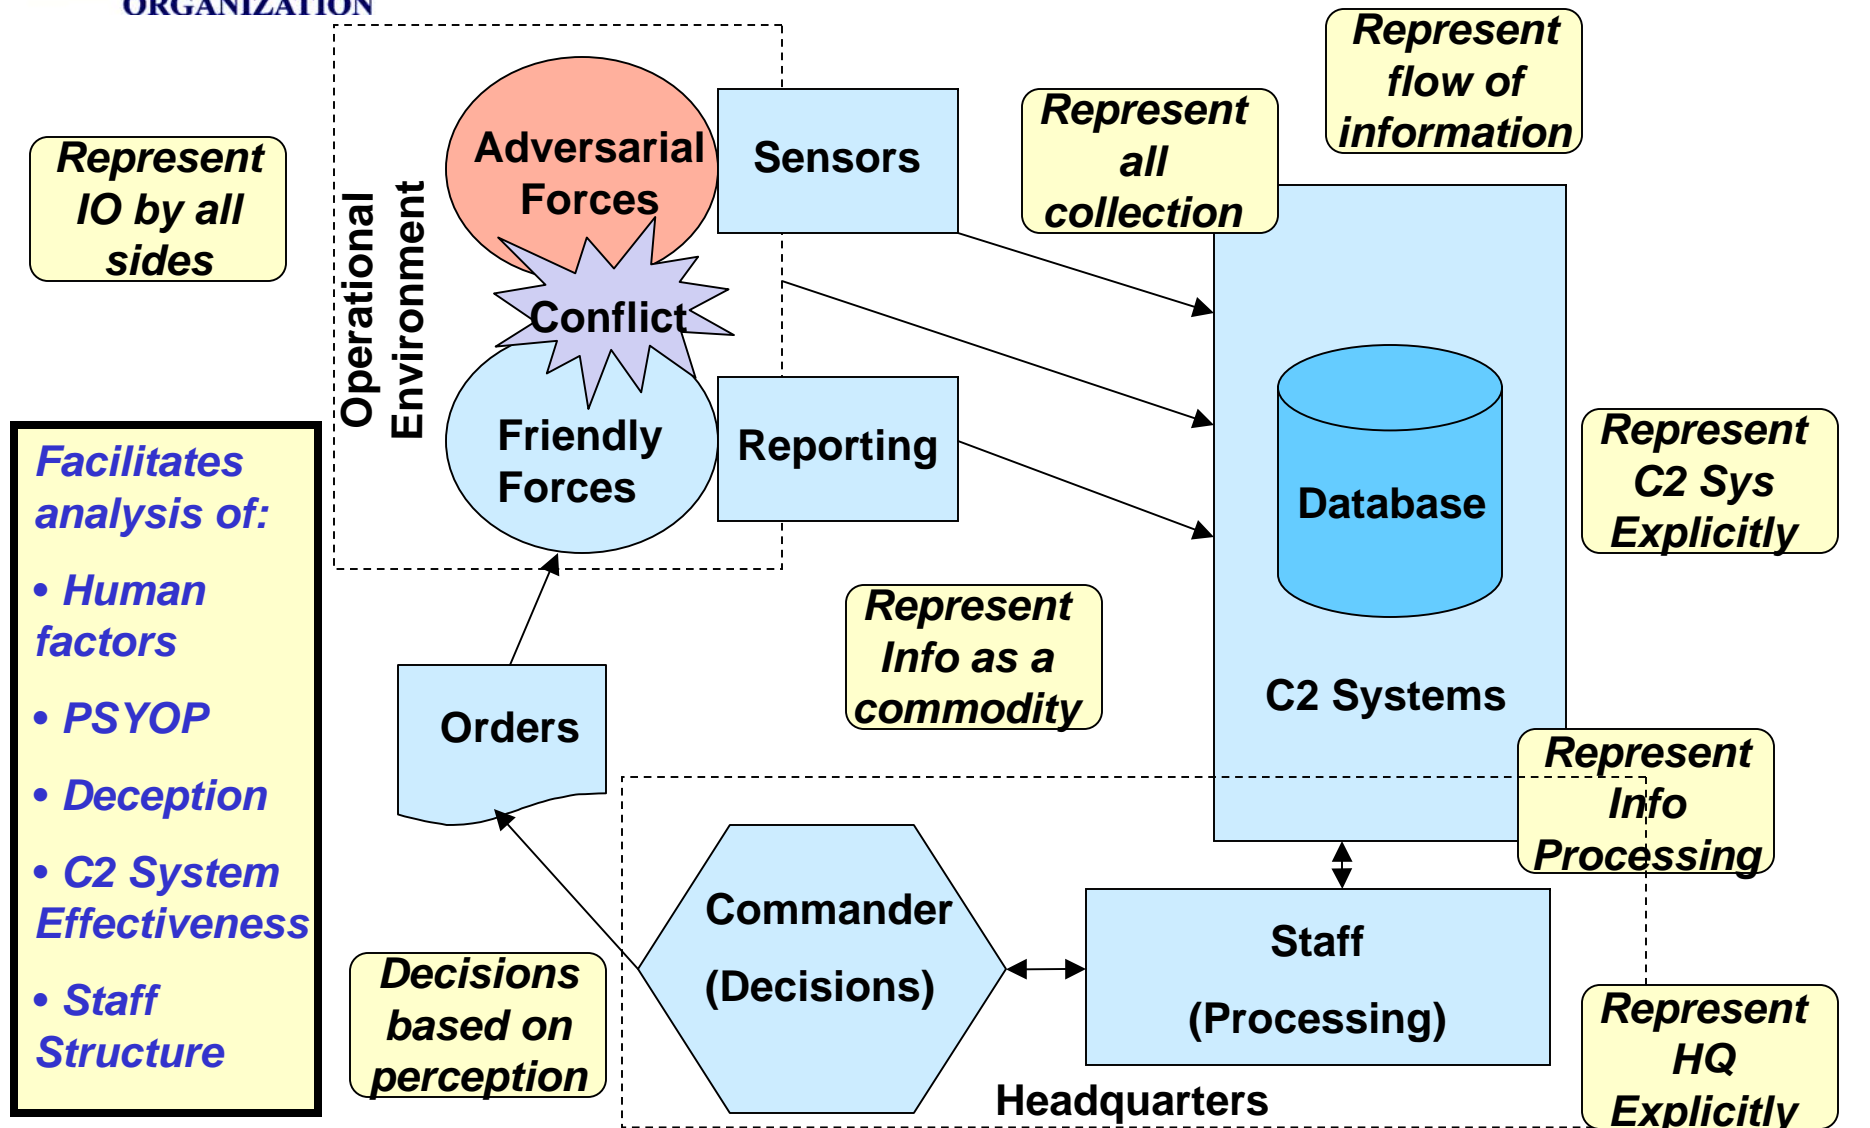 ORGANIZATION
Represent
flow of
information
Represent
all
collection
Represent
IO by all
sides
Operational
Environment
Adversarial
Forces
Sensors
Conflict
Friendly
Forces
Reporting
Database
C2 Systems
Represent
C2 Sys
Explicitly
Facilitates
analysis of:
• Human
factors
• PSYOP
• Deception
• C2 System
Effectiveness
• Staff
Structure
Represent
Info as a
commodity
Orders
Represent
Info
Processing
Commander
(Decisions)
Staff
(Processing)
Decisions
based on
perception
Headquarters
Represent
HQ
Explicitly